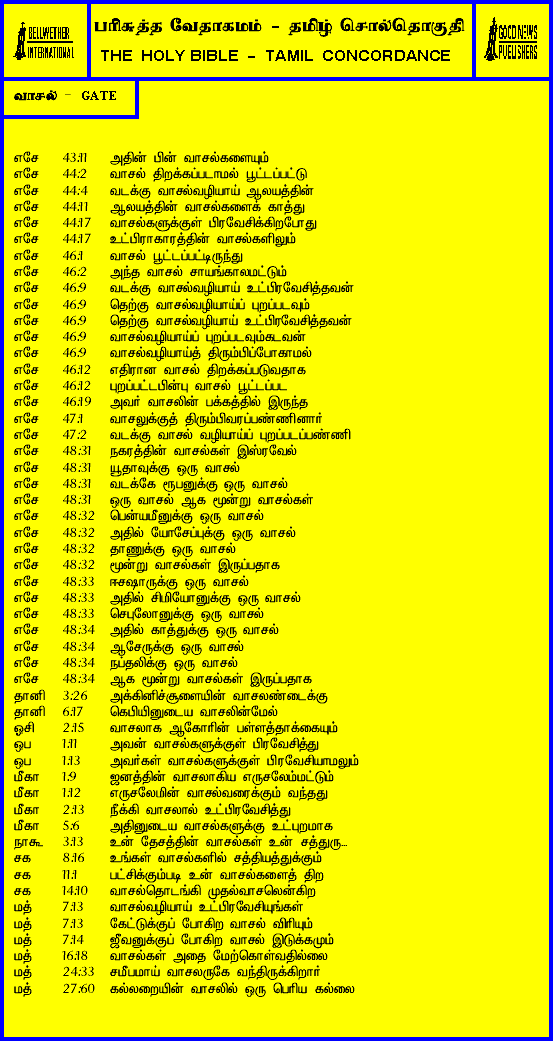 BELLWETHER
INTERNATIONAL
பரிசுத்த வேதாகமம் - தமிழ் சொல்தொகுதி
THE HOLY BIBLE - TAMIL CONCORDANCE
GOOD NEWS
PUBLISHERS
வாசல் - GATE
எசே 43:11 அதின் பின் வாசல்களையும்
எசே 44:2 வாசல் திறக்கப்படாமல் பூட்டப்பட்டு
எசே 44:4 வடக்கு வாசல்வழியாய் ஆலயத்தின்
எசே 44:11 ஆலயத்தின் வாசல்களைக் காத்து
எசே 44:17 வாசல்களுக்குள் பிரவேசிக்கிறபோது
எசே 44:17 உட்பிராகாரத்தின் வாசல்களிலும்
எசே 46:1 வாசல் பூட்டப்பட்டிருந்து
எசே 46:2 அந்த வாசல் சாயங்காலமட்டும்
எசே 46:9 வடக்கு வாசல்வழியாய் உட்பிரவேசித்தவன்
எசே 46:9 தெற்கு வாசல்வழியாய்ப் புறப்படவும்
எசே 46:9 தெற்கு வாசல்வழியாய் உட்பிரவேசித்தவன்
எசே 46:9 வாசல்வழியாய்ப் புறப்படவும்கடவன்
எசே 46:9 வாசல்வழியாய்த் திரும்பிப்போகாமல்
எசே 46:12 எதிரான வாசல் திறக்கப்படுவதாக
எசே 46:12 புறப்பட்டபின்பு வாசல் பூட்டப்பட
எசே 46:19 அவர் வாசலின் பக்கத்தில் இருந்த
எசே 47:1 வாசலுக்குத் திரும்பிவரப்பண்ணினார்
எசே 47:2 வடக்கு வாசல் வழியாய்ப் புறப்படப்பண்ணி
எசே 48:31 நகரத்தின் வாசல்கள் இஸ்ரவேல்
எசே 48:31 யூதாவுக்கு ஒரு வாசல்
எசே 48:31 வடக்கே ரூபனுக்கு ஒரு வாசல்
எசே 48:31 ஒரு வாசல் ஆக மூன்று வாசல்கள்
எசே 48:32 பென்யமீனுக்கு ஒரு வாசல்
எசே 48:32 அதில் யோசேப்புக்கு ஒரு வாசல்
எசே 48:32 தாணுக்கு ஒரு வாசல்
எசே 48:32 மூன்று வாசல்கள் இருப்பதாக
எசே 48:33 ஈசஷாருக்கு ஒரு வாசல்
எசே 48:33 அதில் சிமியோனுக்கு ஒரு வாசல்
எசே 48:33 செபுலோனுக்கு ஒரு வாசல்
எசே 48:34 அதில் காத்துக்கு ஒரு வாசல்
எசே 48:34 ஆசேருக்கு ஒரு வாசல்
எசே 48:34 நப்தலிக்கு ஒரு வாசல்
எசே 48:34 ஆக மூன்று வாசல்கள் இருப்பதாக
தானி 3:26 அக்கினிச்சூளையின் வாசலண்டைக்கு
தானி 6:17 கெபியினுடைய வாசலின்மேல்
ஓசி 2:15 வாசலாக ஆகோரின் பள்ளத்தாக்கையும்
ஒப 1:11 அவன் வாசல்களுக்குள் பிரவேசித்து
ஒப 1:13 அவர்கள் வாசல்களுக்குள் பிரவேசியாமலும்
மீகா 1:9 ஜனத்தின் வாசலாகிய எருசலேம்மட்டும்
மீகா 1:12 எருசலேமின் வாசல்வரைக்கும் வந்தது
மீகா 2:13 நீக்கி வாசலால் உட்பிரவேசித்து
மீகா 5:6 அதினுடைய வாசல்களுக்கு உட்புறமாக
நாகூ 3:13 உன் தேசத்தின் வாசல்கள் உன் சத்துரு...
சக 8:16 உங்கள் வாசல்களில் சத்தியத்துக்கும்
சக 11:1 பட்சிக்கும்படி உன் வாசல்களைத் திற
சக 14:10 வாசல்தொடங்கி முதல்வாசலென்கிற
மத் 7:13 வாசல்வழியாய் உட்பிரவேசியுங்கள்
மத் 7:13 கேட்டுக்குப் போகிற வாசல் விரியும்
மத் 7:14 ஜீவனுக்குப் போகிற வாசல் இடுக்கமும்
மத் 16:18 வாசல்கள் அதை மேற்கொள்வதில்லை
மத் 24:33 சமீபமாய் வாசலருகே வந்திருக்கிறார்
மத் 27:60 கல்லறையின் வாசலில் ஒரு பெரிய கல்லை